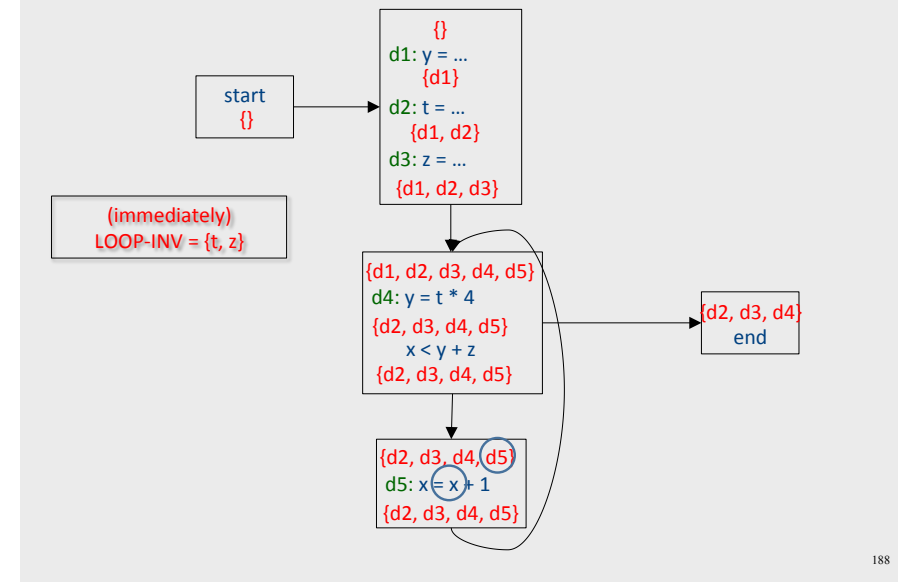 start
{}
{}
d1: y = ...
{d1}
d2: t = ...
{d1, d2}
d3: z = ...
{d1, d2, d3}
(immediately)
LOOP-INV = {t, z}
{d1, d2, d3, d4, d5}
d4: y = t * 4
{d2, d3, d4, d5}
x < y + z
{d2, d3, d4, d5}
{d2, d3, d4}
end
{d2, d3, d4, d5}
d5: x = x + 1
{d2, d3, d4, d5}
188